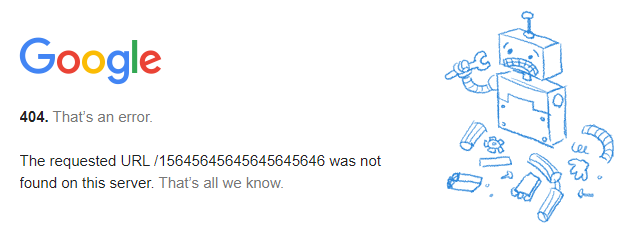 Google
404. That’s an error.
The requested URL /15645645645645645646 was not
found on this server. That’s all we know.